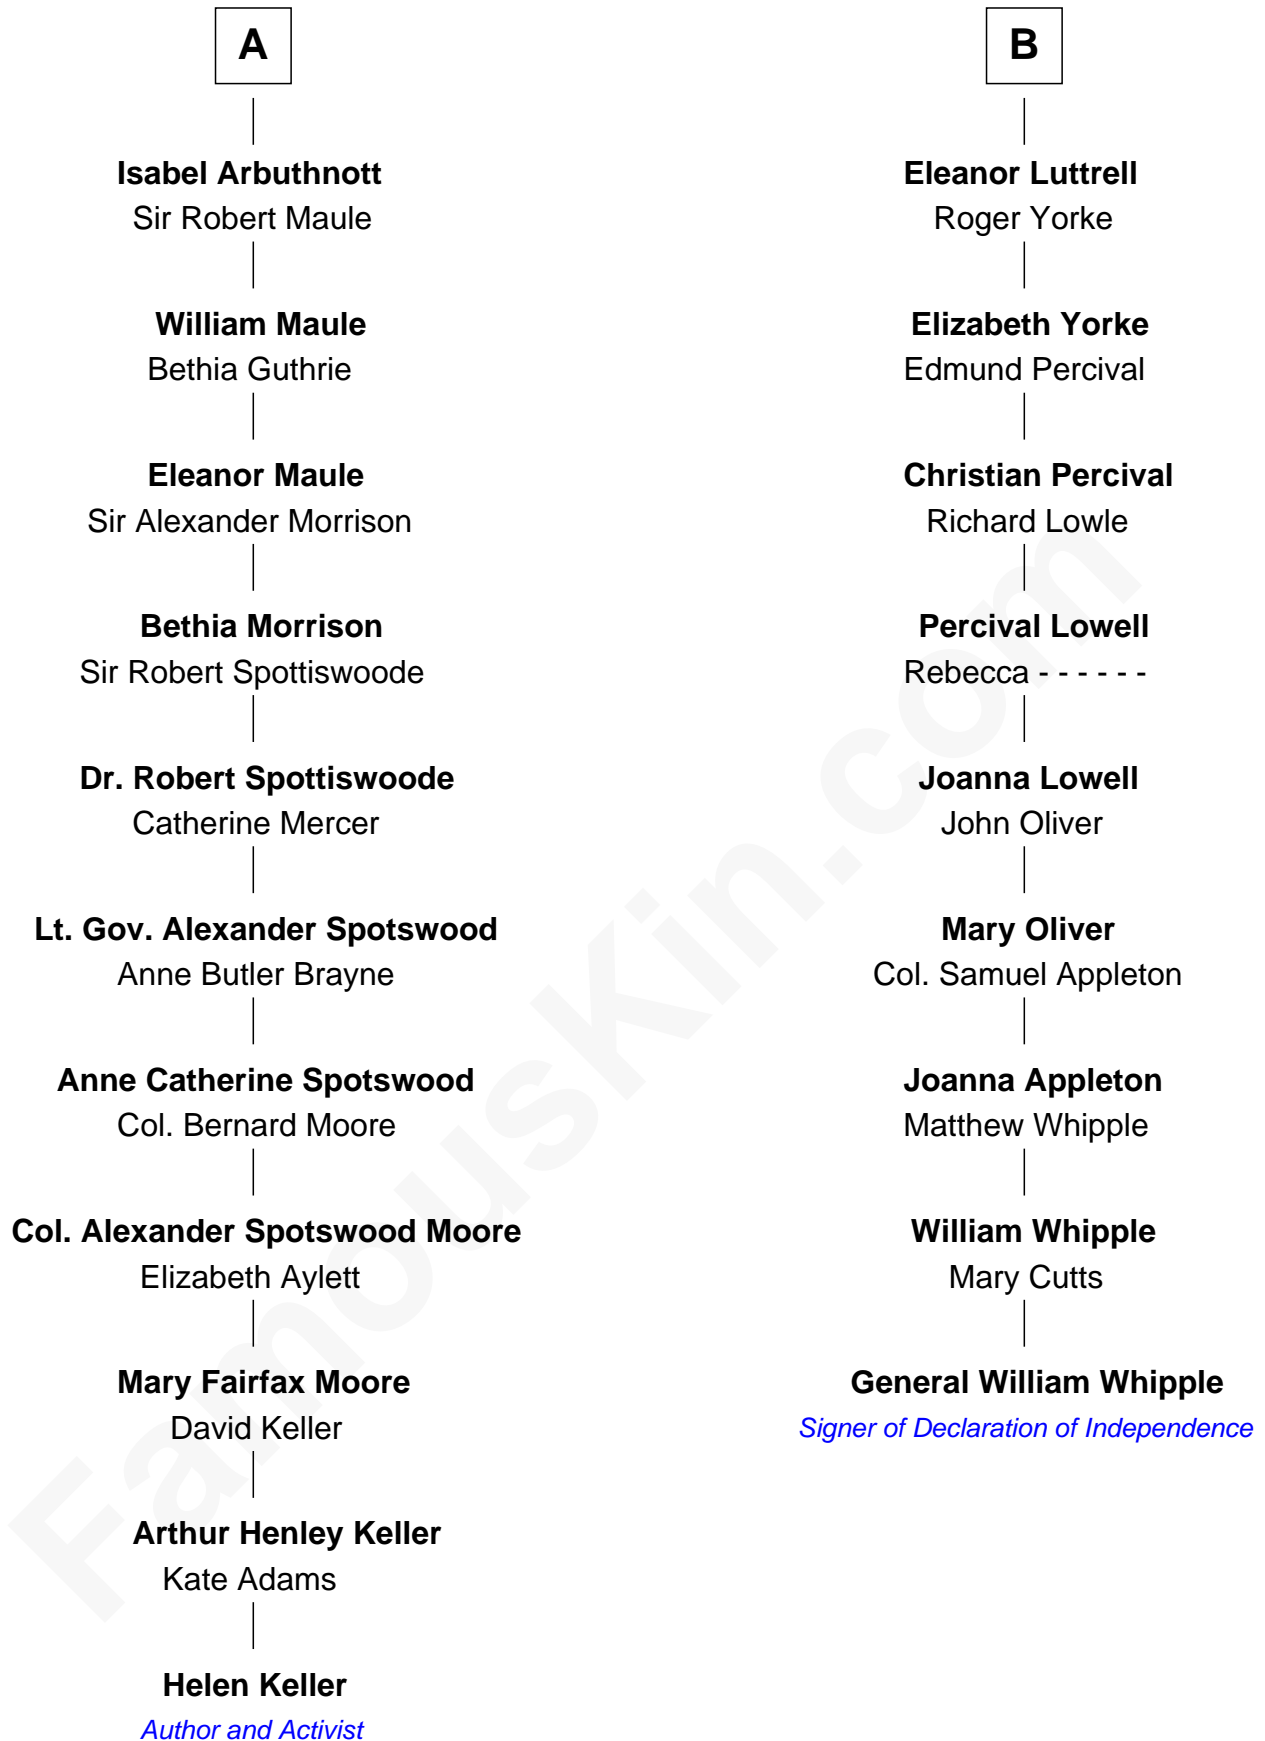 A
Isabel Arbuthnott
Sir Robert Maule
William Maule
Bethia Guthrie
Eleanor Maule
Sir Alexander Morrison
Bethia Morrison
Sir Robert Spottiswoode
Dr. Robert Spottiswoode
Catherine Mercer
Lt. Gov. Alexander Spotswood
Anne Butler Brayne
Anne Catherine Spotswood
Col. Bernard Moore
Col. Alexander Spotswood Moore
Elizabeth Aylett
Mary Fairfax Moore
David Keller
Arthur Henley Keller
Kate Adams
Helen Keller
Author and Activist
B
Eleanor Luttrell
Roger Yorke
Elizabeth Yorke
Edmund Percival
Christian Percival
Richard Lowle
Percival Lowell
Rebecca - - - - - -
Joanna Lowell
John Oliver
Mary Oliver
Col. Samuel Appleton
Joanna Appleton
Matthew Whipple
William Whipple
Mary Cutts
General William Whipple
Signer of Declaration of Independence
FamousKin.com